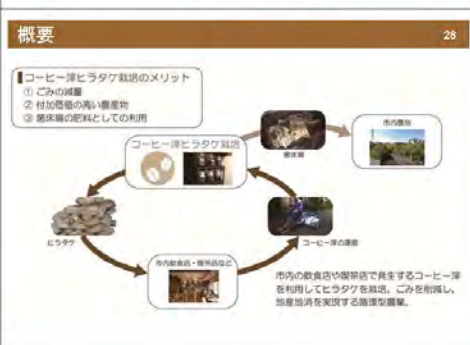 概要
28
コーヒー滓ヒラタケ栽培のメリット
① ごみの減量
② 付加価値の高い農産物
③ 菌床滓の肥料としての利用
コーヒー滓ヒラタケ栽培
市内農地
ヒラタケ
コーヒー滓の運搬
市内飲食店・喫茶店など
市内の飲食店や喫茶店で発生するコーヒー滓
を利用してヒラタケを栽培。ごみを削減し、
地産地消を実現する循環型農業。